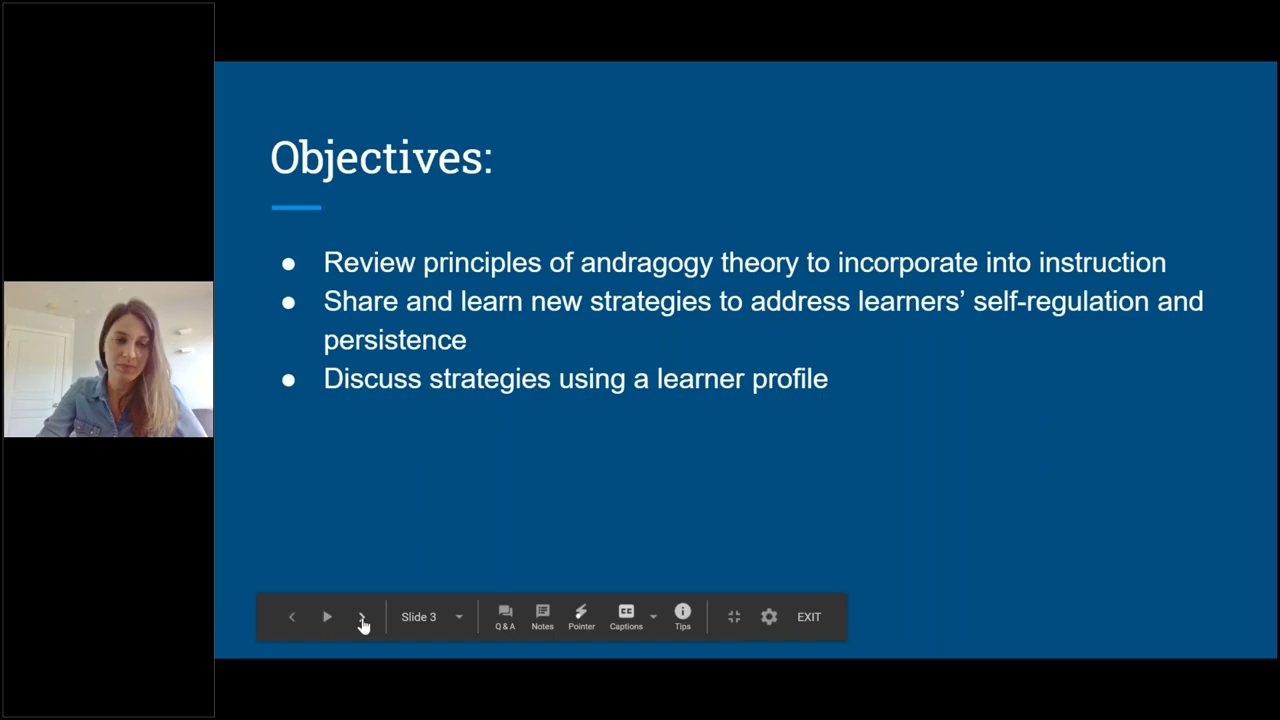 Objectives:
● Review principles of andragogy theory to incorporate into instruction
● Share and learn new strategies to address learners’ self-regulation and
persistence
● Discuss strategies using a learner profile
Slide 3
Q & A
Notes
Pointer
Captions
Tips
EXIT